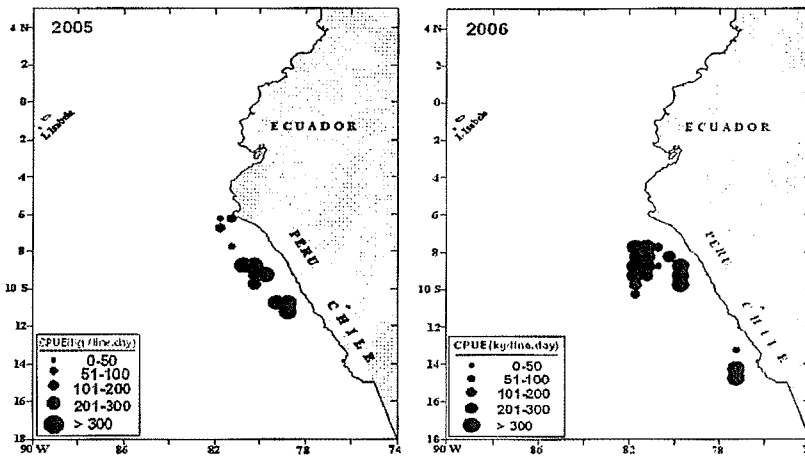 2005
4 N
2
0
2
4
6
8
10 S
12
14
16
18
90 W
86
82
78
74
I. Isabela
ECUADOR
PERU
CHILE
CPUE(kg/line.day)
0-50
51-100
101-200
201-300
> 300
2006
4 N
2
0
2
4
6
8
10 S
12
14
16
18
90 W
86
82
78
I. Isabela
ECUADOR
PERU
CHILE
CPUE(kg/line.day)
0-50
51-100
101-200
201-300
> 300